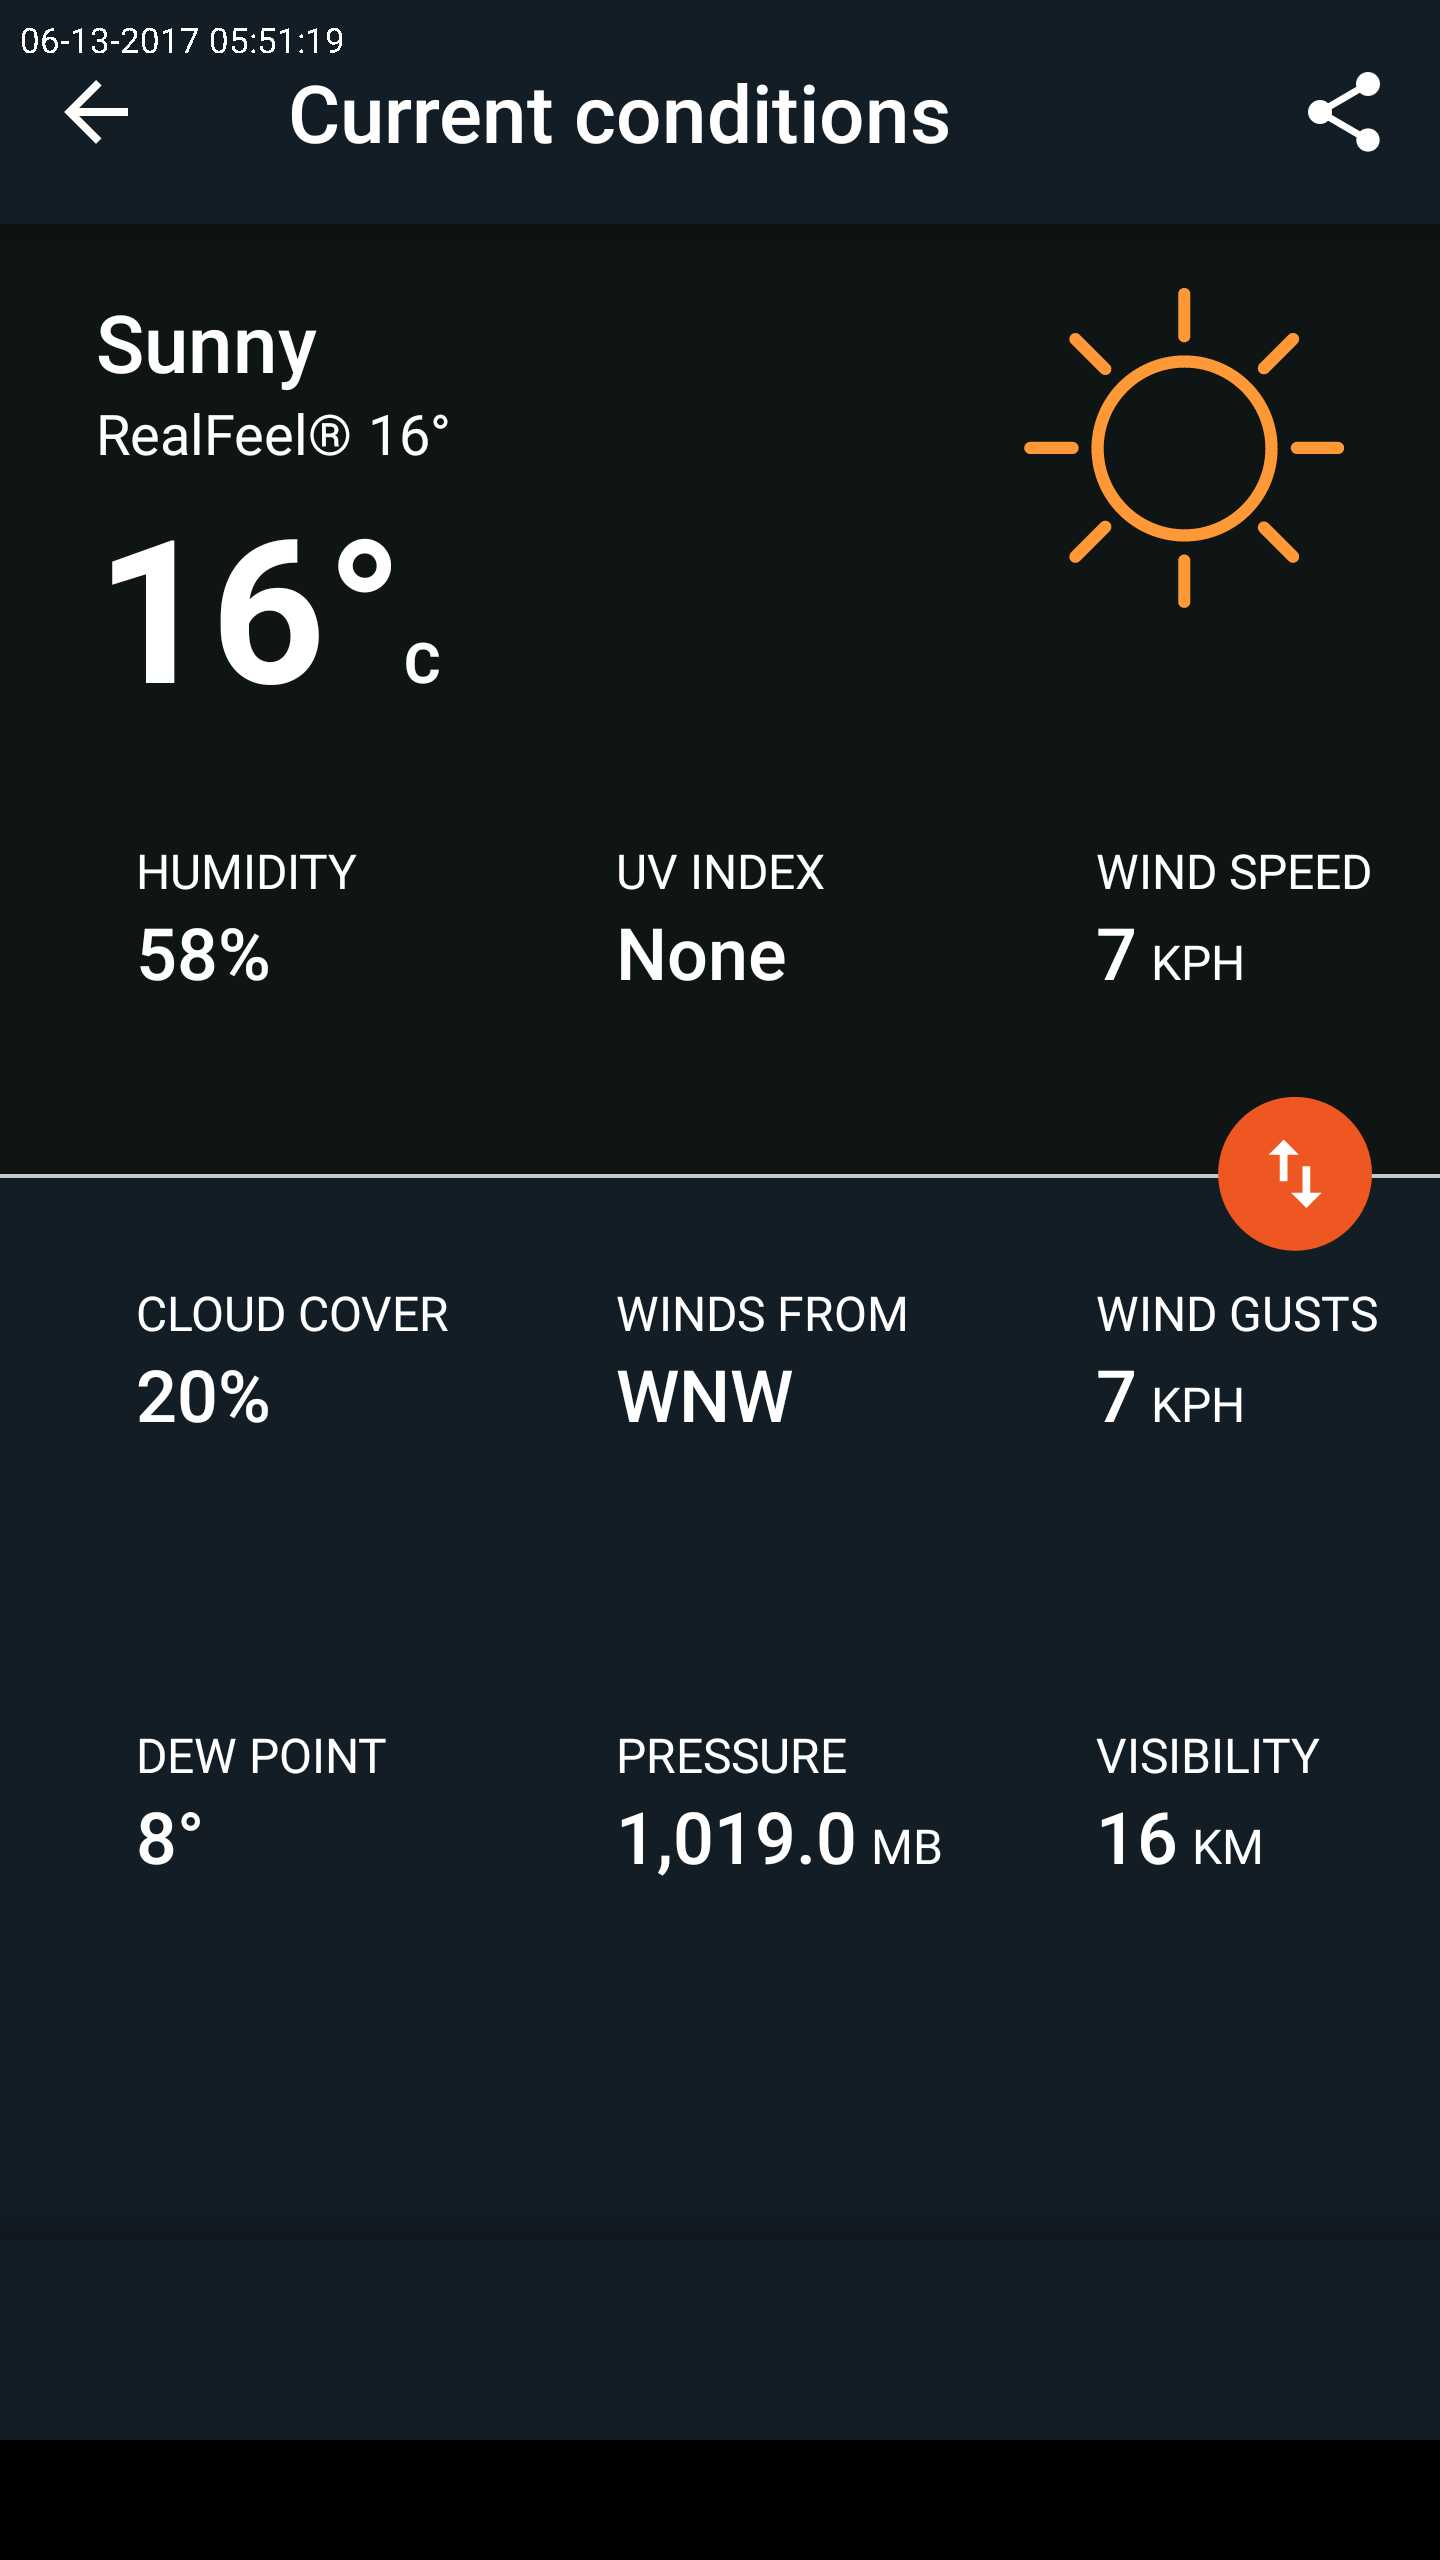 06-13-2017 05:51:19
Current conditions
Sunny
RealFeel® 16°
16° C
HUMIDITY UV INDEX WIND SPEED
58% None 7 KPH
CLOUD COVER WINDS FROM WIND GUSTS
20% WNW 7 KPH
DEW POINT PRESSURE VISIBILITY
8° 1,019.0 MB 16 KM